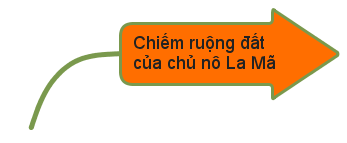 Chiếm ruộng đất
của chủ nô La Mã